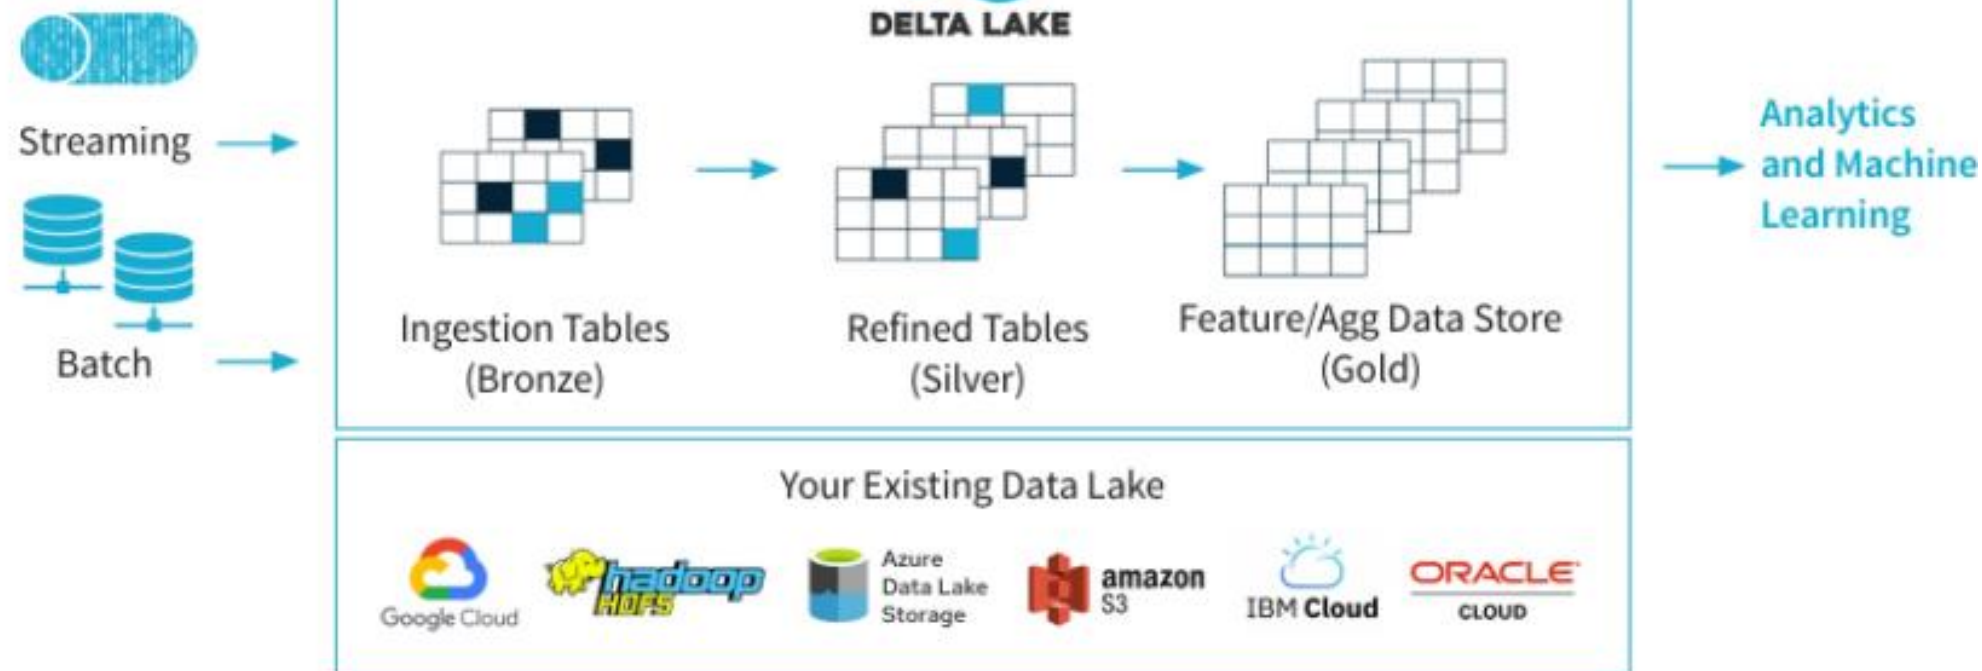 DELTA LAKE
Streaming
Batch
Ingestion Tables
(Bronze)
Refined Tables
(Silver)
Feature/Agg Data Store
(Gold)
Analytics
and Machine
Learning
Your Existing Data Lake
Google Cloud
hadoop
HDFS
Azure
Data Lake
Storage
amazon
S3
IBM Cloud
ORACLE
CLOUD